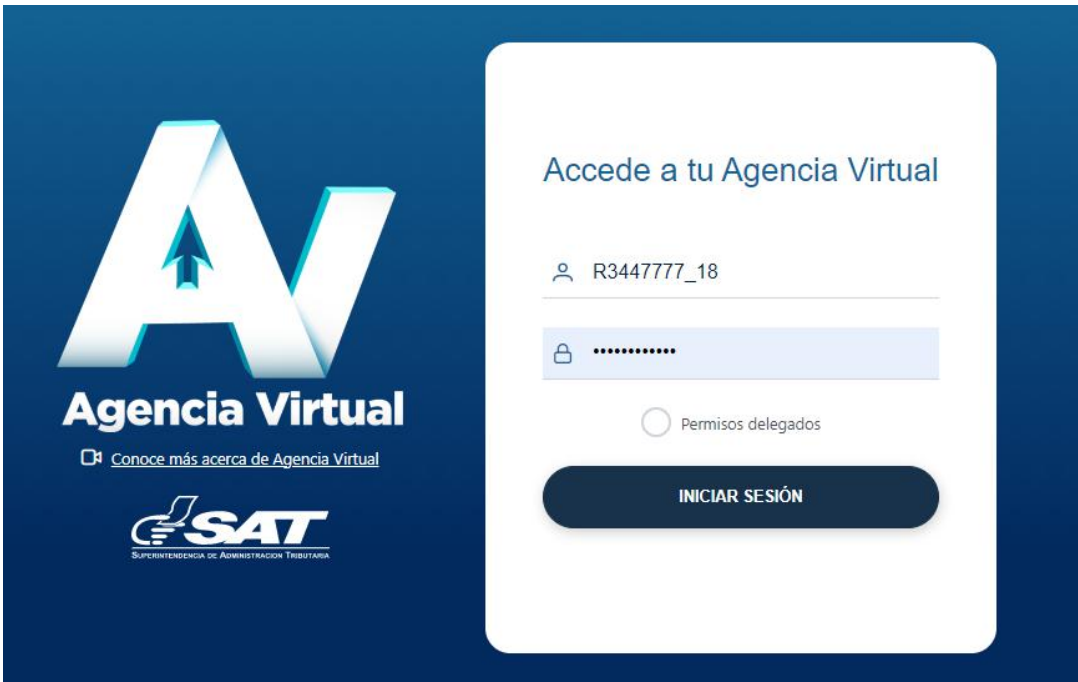 Accede a tu Agencia Virtual
R3447777_18
••••••••••••
Permisos delegados
INICIAR SESIÓN
Agencia Virtual
Conoce más acerca de Agencia Virtual
SAT
SUPERINTENDENCIA DE ADMINISTRACION TRIBUTARIA